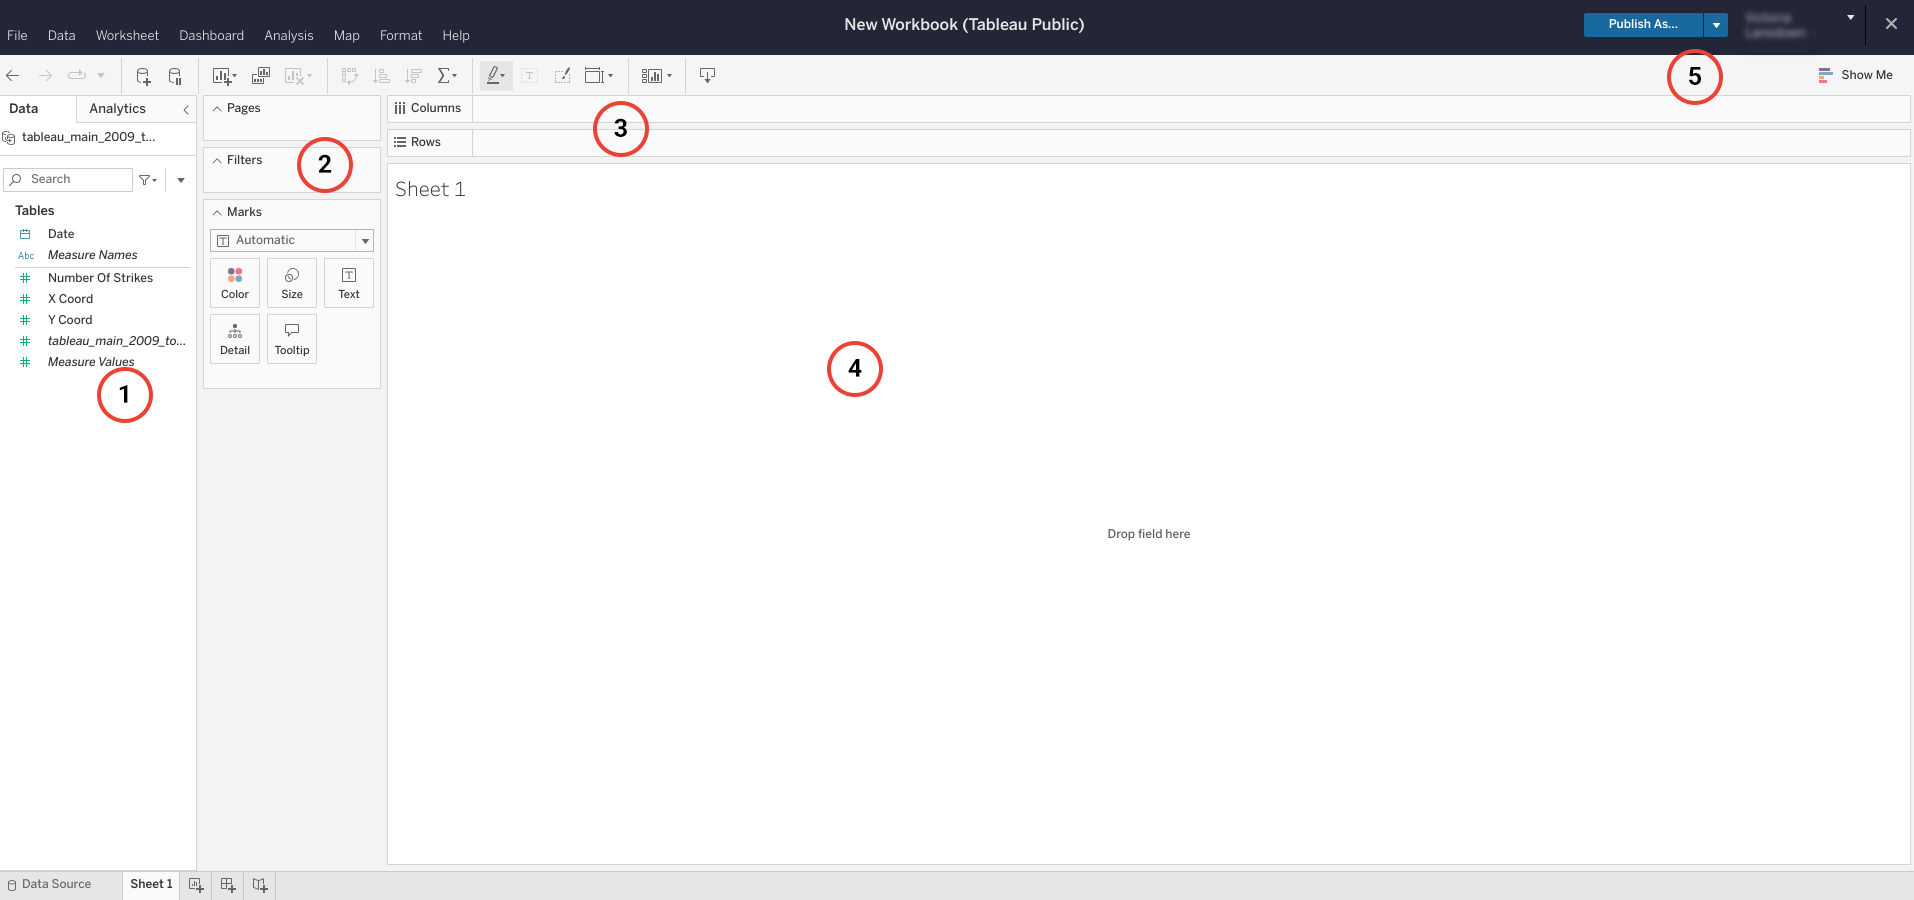 New Workbook (Tableau Public)
Publish As...
File Data Worksheet Dashboard Analysis Map Format Help
5
Show Me
Data Analytics
tableau_main_2009_t...
Search
Tables
Date
Abc Measure Names
Number Of Strikes
X Coord
Y Coord
tableau_main_2009_to...
Measure Values
1
Pages
Filters
2
Marks
Automatic
Color Size Text
Detail Tooltip
Columns
3
Rows
Sheet 1
4
Drop field here
Data Source Sheet 1